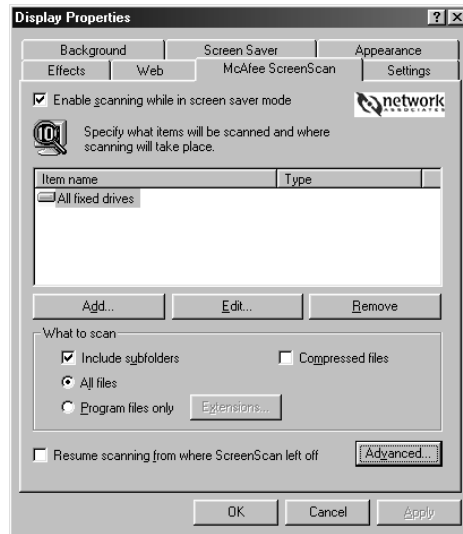 Display Properties
Background Screen Saver Appearance
Effects Web McAfee ScreenScan Settings
Enable scanning while in screen saver mode
network
ASSOCIATES
Specify what items will be scanned and where
scanning will take place.
Item name Type
All fixed drives
Add... Edit... Remove
What to scan
Include subfolders Compressed files
All files
Program files only Extensions...
Resume scanning from where ScreenScan left off Advanced...
OK Cancel Apply